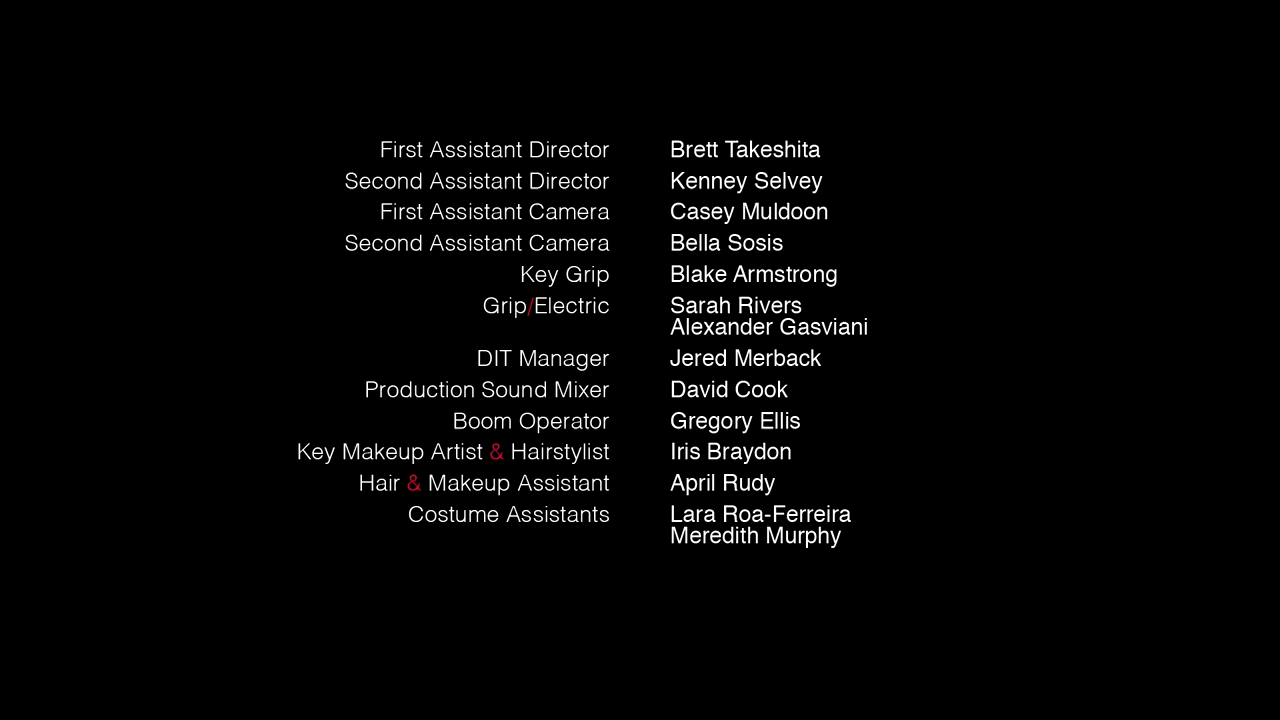 First Assistant Director Brett Takeshita
Second Assistant Director Kenney Selvey
First Assistant Camera Casey Muldoon
Second Assistant Camera Bella Sosis
Key Grip Blake Armstrong
Grip/Electric Sarah Rivers
Alexander Gasviani
DIT Manager Jered Merback
Production Sound Mixer David Cook
Boom Operator Gregory Ellis
Key Makeup Artist & Hairstylist Iris Braydon
Hair & Makeup Assistant April Rudy
Costume Assistants Lara Roa-Ferreira
Meredith Murphy